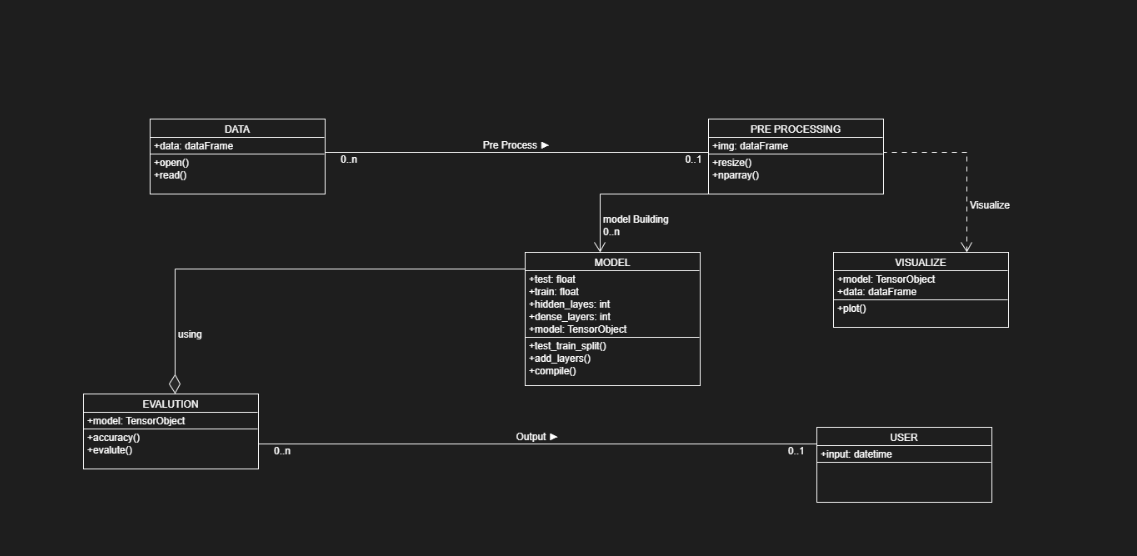 DATA
+data: dataFrame
+open()
+read()
Pre Process ►
0..n
0..1
PRE PROCESSING
+img: dataFrame
+resize()
+nparray()
model Building
0..n
Visualize
MODEL
+test: float
+train: float
+hidden_layes: int
+dense_layers: int
+model: TensorObject
+test_train_split()
+add_layers()
+compile()
VISUALIZE
+model: TensorObject
+data: dataFrame
+plot()
using
EVALUTION
+model: TensorObject
+accuracy()
+evalute()
Output ►
0..n
0..1
USER
+input: datetime